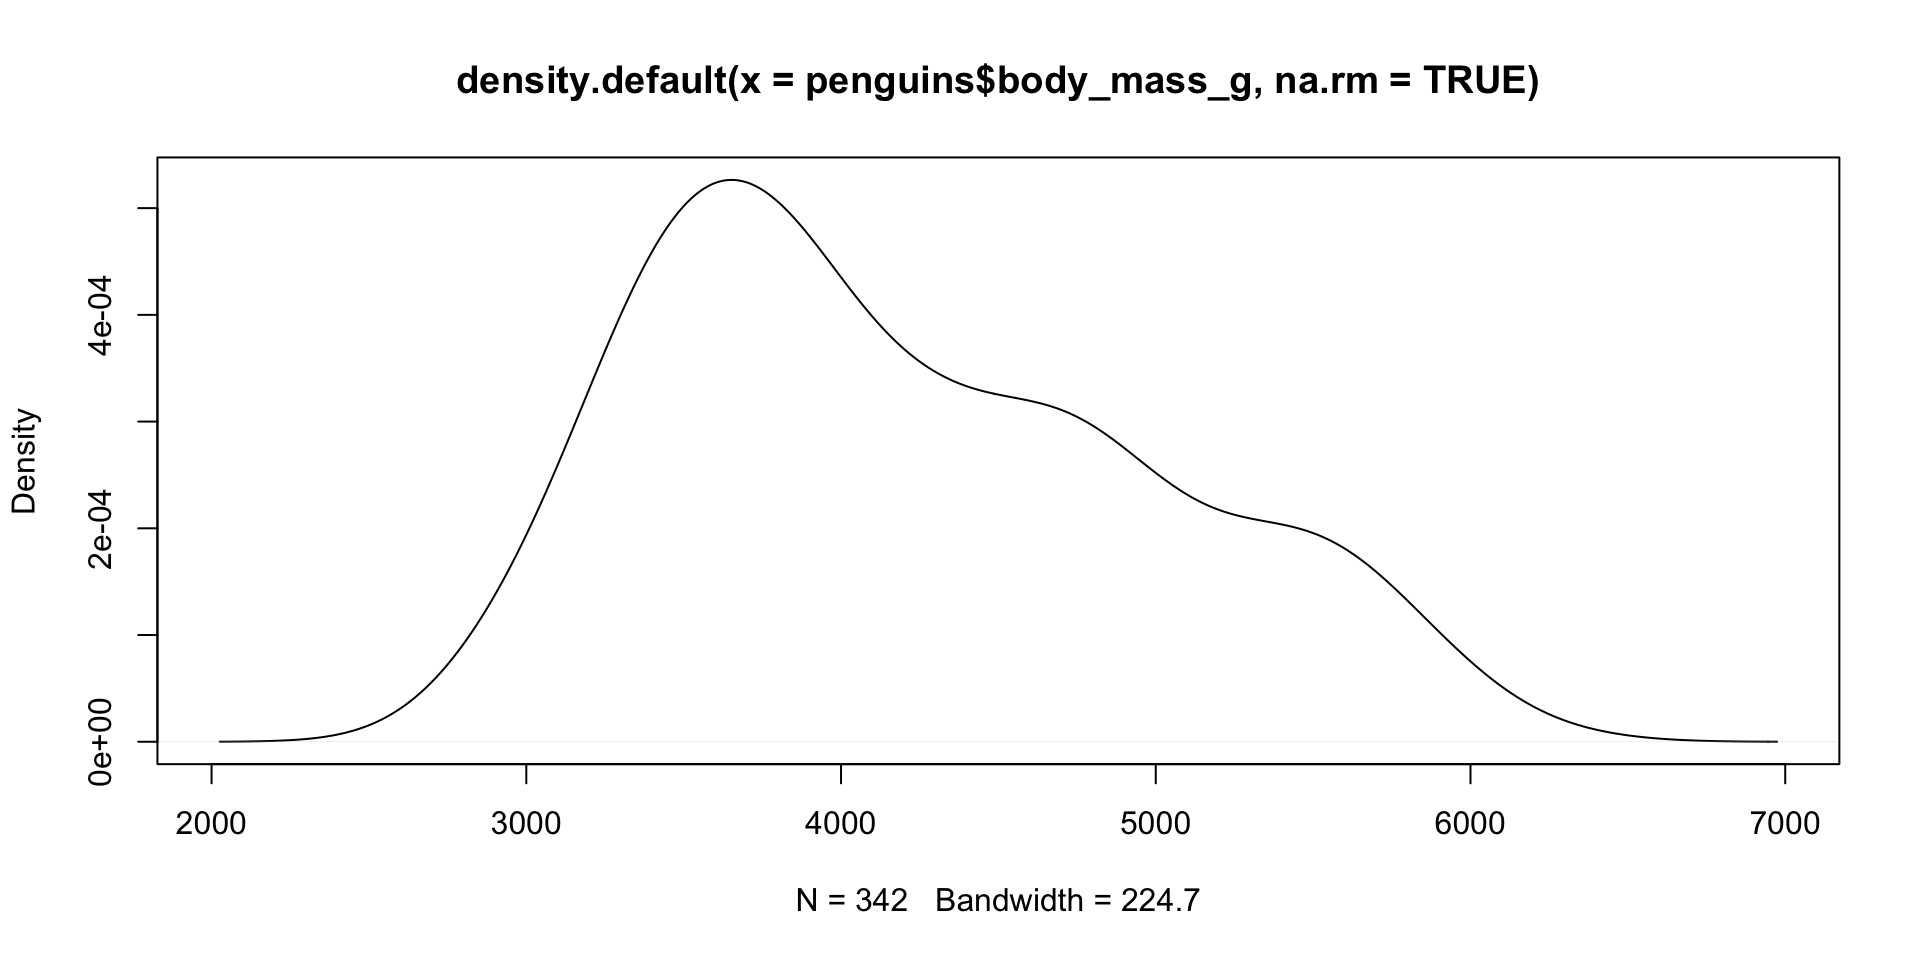 density.default(x = penguins$body_mass_g, na.rm = TRUE)
Density
4e-04
2e-04
0e+00
2000 3000 4000 5000 6000 7000
N = 342 Bandwidth = 224.7